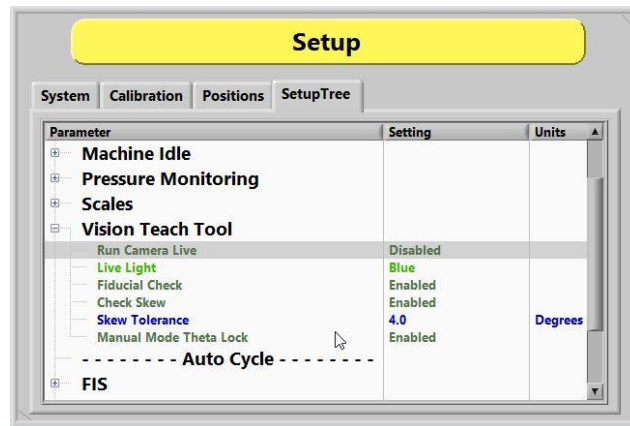 Setup
System Calibration Positions SetupTree
Parameter Setting Units
Machine Idle
Pressure Monitoring
Scales
Vision Teach Tool
Run Camera Live Disabled
Live Light Blue
Fiducial Check Enabled
Check Skew Enabled
Skew Tolerance 4.0 Degrees
Manual Mode Theta Lock Enabled
- - - - - - - - Auto Cycle - - - - - - - -
FIS